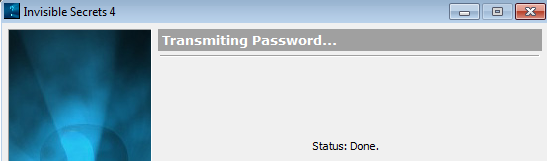 Invisible Secrets 4
Transmiting Password...
Status: Done.